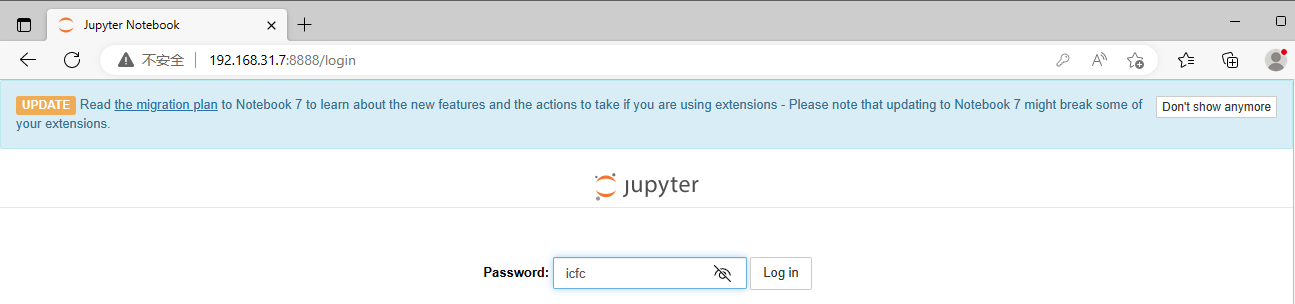 Jupyter Notebook
不安全 192.168.31.7:8888/login
UPDATE Read the migration plan to Notebook 7 to learn about the new features and the actions to take if you are using extensions - Please note that updating to Notebook 7 might break some of
your extensions.
Don't show anymore
jupyter
Password: icfc Log in